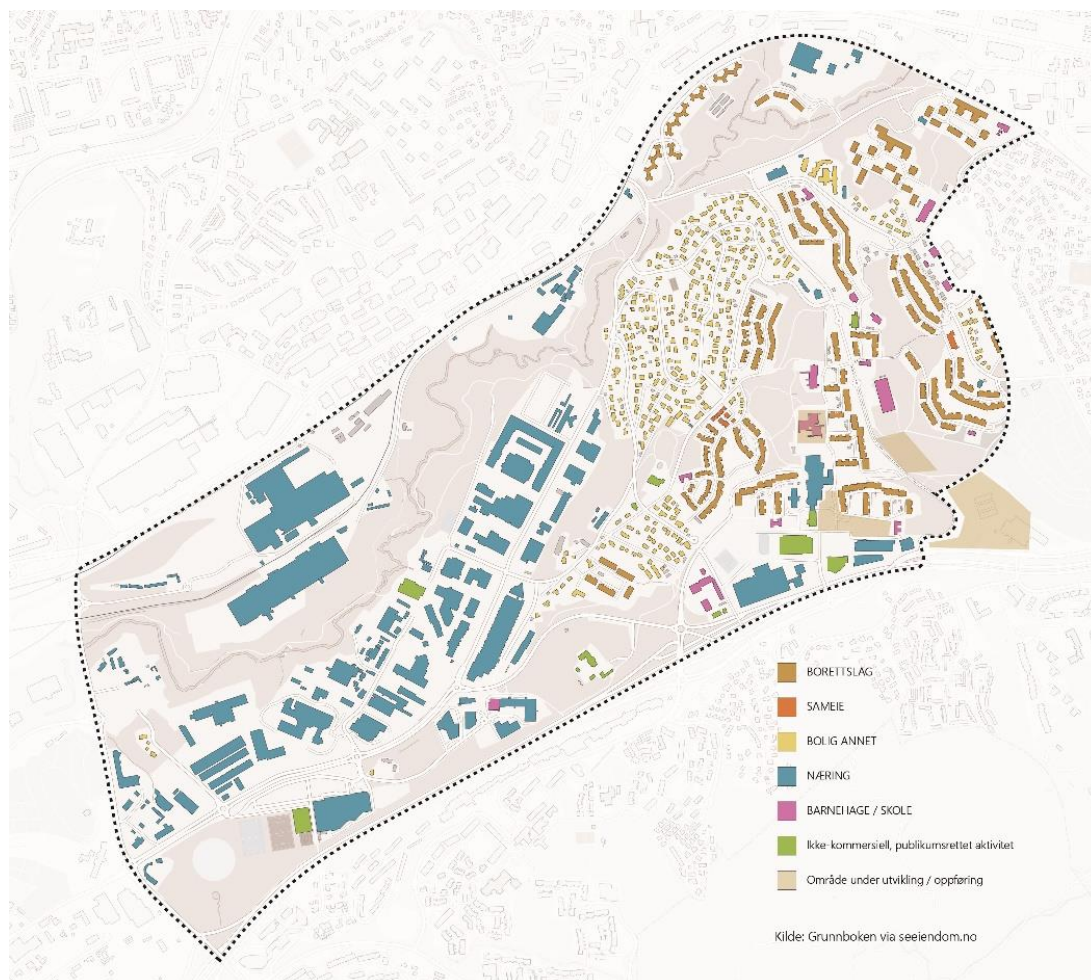 BORETTSLAG
SAMEIE
BOLIG ANNET
NÆRING
BARNEHAGE / SKOLE
Ikke-kommersiell, publikumsrettet aktivitet
Område under utvikling / oppføring
Kilde: Grunnboken via seeiendom.no